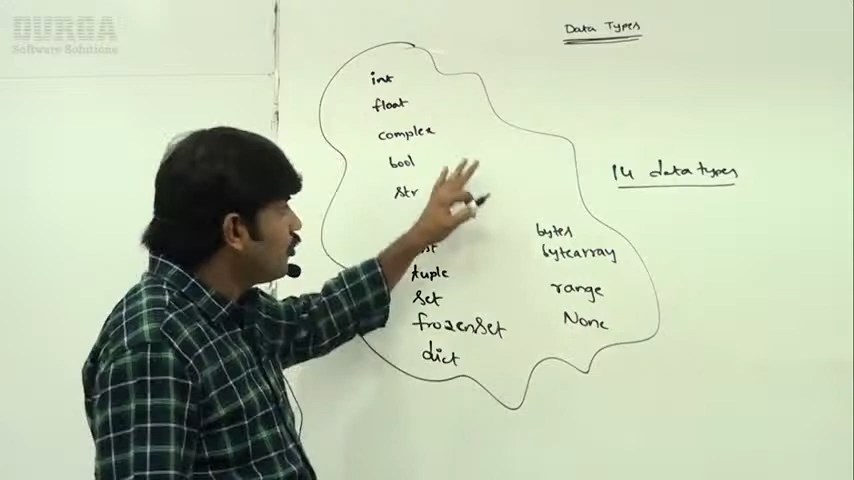 DURGA
Software Solutions
Data Types
int
float
complex
bool
str
tuple
set
frozenset
dict
bytes
bytearray
range
None
14 data types